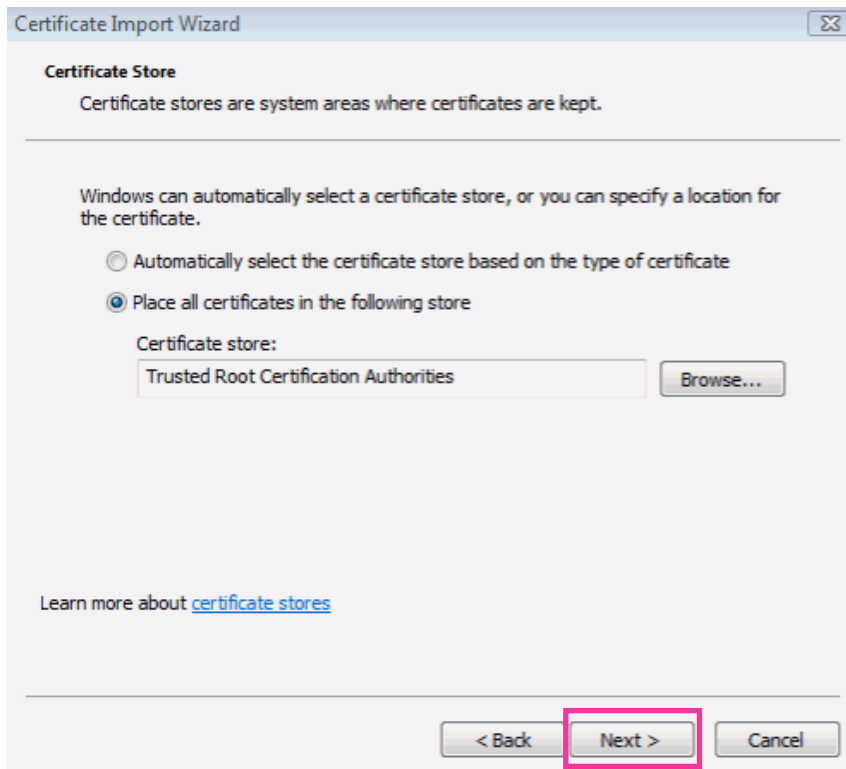 Certificate Import Wizard
Certificate Store
Certificate stores are system areas where certificates are kept.
Windows can automatically select a certificate store, or you can specify a location for
the certificate.
Automatically select the certificate store based on the type of certificate
Place all certificates in the following store
Certificate store:
Trusted Root Certification Authorities
Browse...
Learn more about certificate stores
< Back
Next >
Cancel